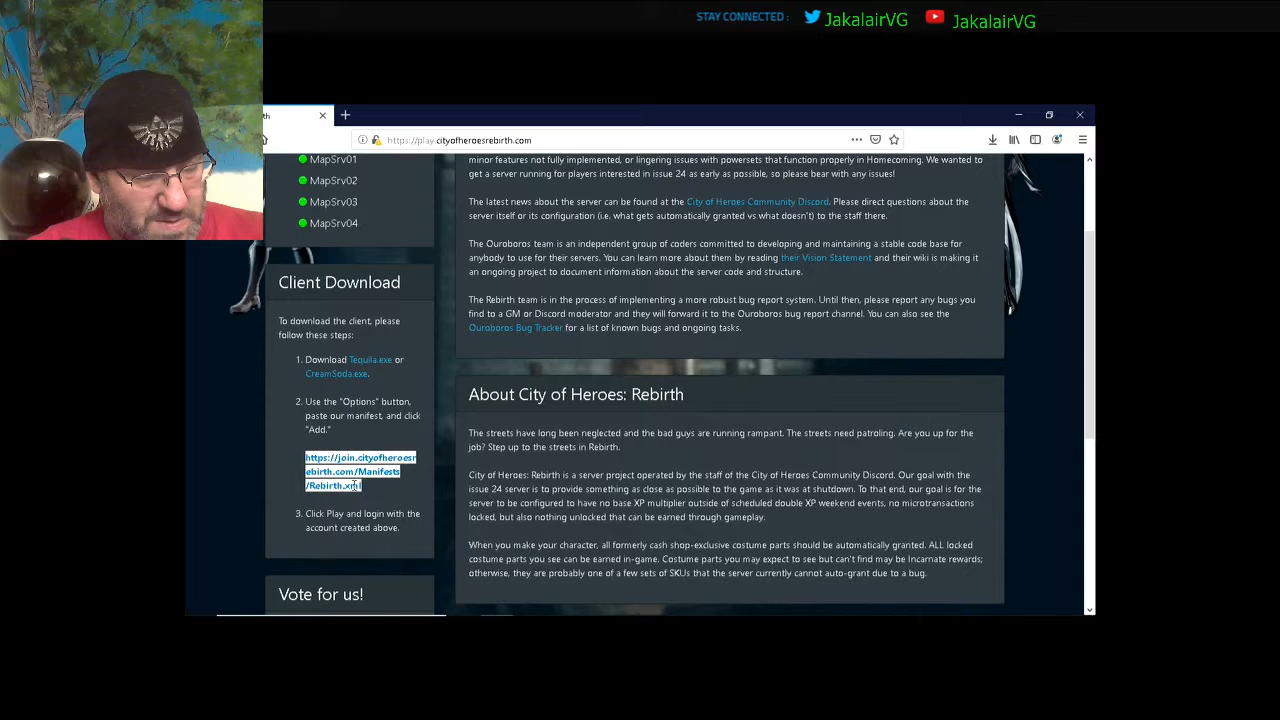 STAY CONNECTED :
JakalairVG
JakalairVG
https://play.cityofheroesrebirth.com
MapSrv01
MapSrv02
MapSrv03
MapSrv04
Client Download
To download the client, please
follow these steps:
1. Download Tequila.exe or
CreamSoda.exe.
2. Use the "Options" button,
paste our manifest, and click
"Add."
https://join.cityofheroesr
ebirth.com/Manifests
/Rebirth.xml
3. Click Play and login with the
account created above.
Vote for us!
minor features not fully implemented, or lingering issues with powersets that function properly in Homecoming. We wanted to
get a server running for players interested in issue 24 as early as possible, so please bear with any issues!
The latest news about the server can be found at the City of Heroes Community Discord. Please direct questions about the
server itself or its configuration (i.e. what gets automatically granted vs what doesn't) to the staff there.
The Ouroboros team is an independent group of coders committed to developing and maintaining a stable code base for
anybody to use for their servers. You can learn more about them by reading their Vision Statement and their wiki is making it
an ongoing project to document information about the server code and structure.
The Rebirth team is in the process of implementing a more robust bug report system. Until then, please report any bugs you
find to a GM or Discord moderator and they will forward it to the Ouroboros bug report channel. You can also see the
Ouroboros Bug Tracker for a list of known bugs and ongoing tasks.
About City of Heroes: Rebirth
The streets have long been neglected and the bad guys are running rampant. The streets need patroling. Are you up for the
job? Step up to the streets in Rebirth.
City of Heroes: Rebirth is a server project operated by the staff of the City of Heroes Community Discord. Our goal with the
issue 24 server is to provide something as close as possible to the game as it was at shutdown. To that end, our goal is for the
server to be configured to have no base XP multiplier outside of scheduled double XP weekend events, no microtransactions
locked, but also nothing unlocked that can be earned through gameplay.
When you make your character, all formerly cash shop-exclusive costume parts should be automatically granted. ALL locked
costume parts you see can be earned in-game. Costume parts you may expect to see but can't find may be Incarnate rewards;
otherwise, they are probably one of a few sets of SKUs that the server currently cannot auto-grant due to a bug.